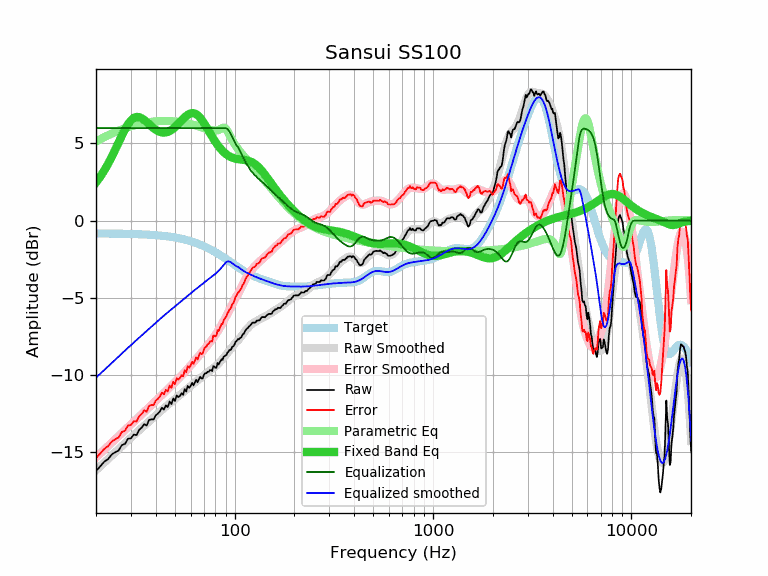 Sansui SS100
Amplitude (dBr)
5
0
−5
−10
−15
Target
Raw Smoothed
Error Smoothed
Raw
Error
Parametric Eq
Fixed Band Eq
Equalization
Equalized smoothed
100
1000
10000
Frequency (Hz)